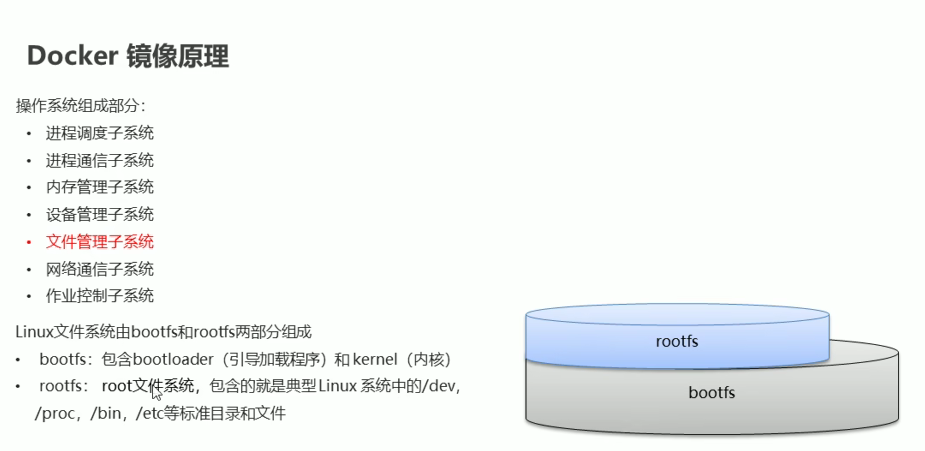 Docker 镜像原理
操作系统组成部分：
• 进程调度子系统
• 进程通信子系统
• 内存管理子系统
• 设备管理子系统
• 文件管理子系统
• 网络通信子系统
• 作业控制子系统
Linux文件系统由bootfs和rootfs两部分组成
• bootfs：包含bootloader（引导加载程序）和 kernel（内核）
• rootfs： root文件系统，包含的就是典型 Linux 系统中的/dev，
/proc，/bin，/etc等标准目录和文件
rootfs
bootfs